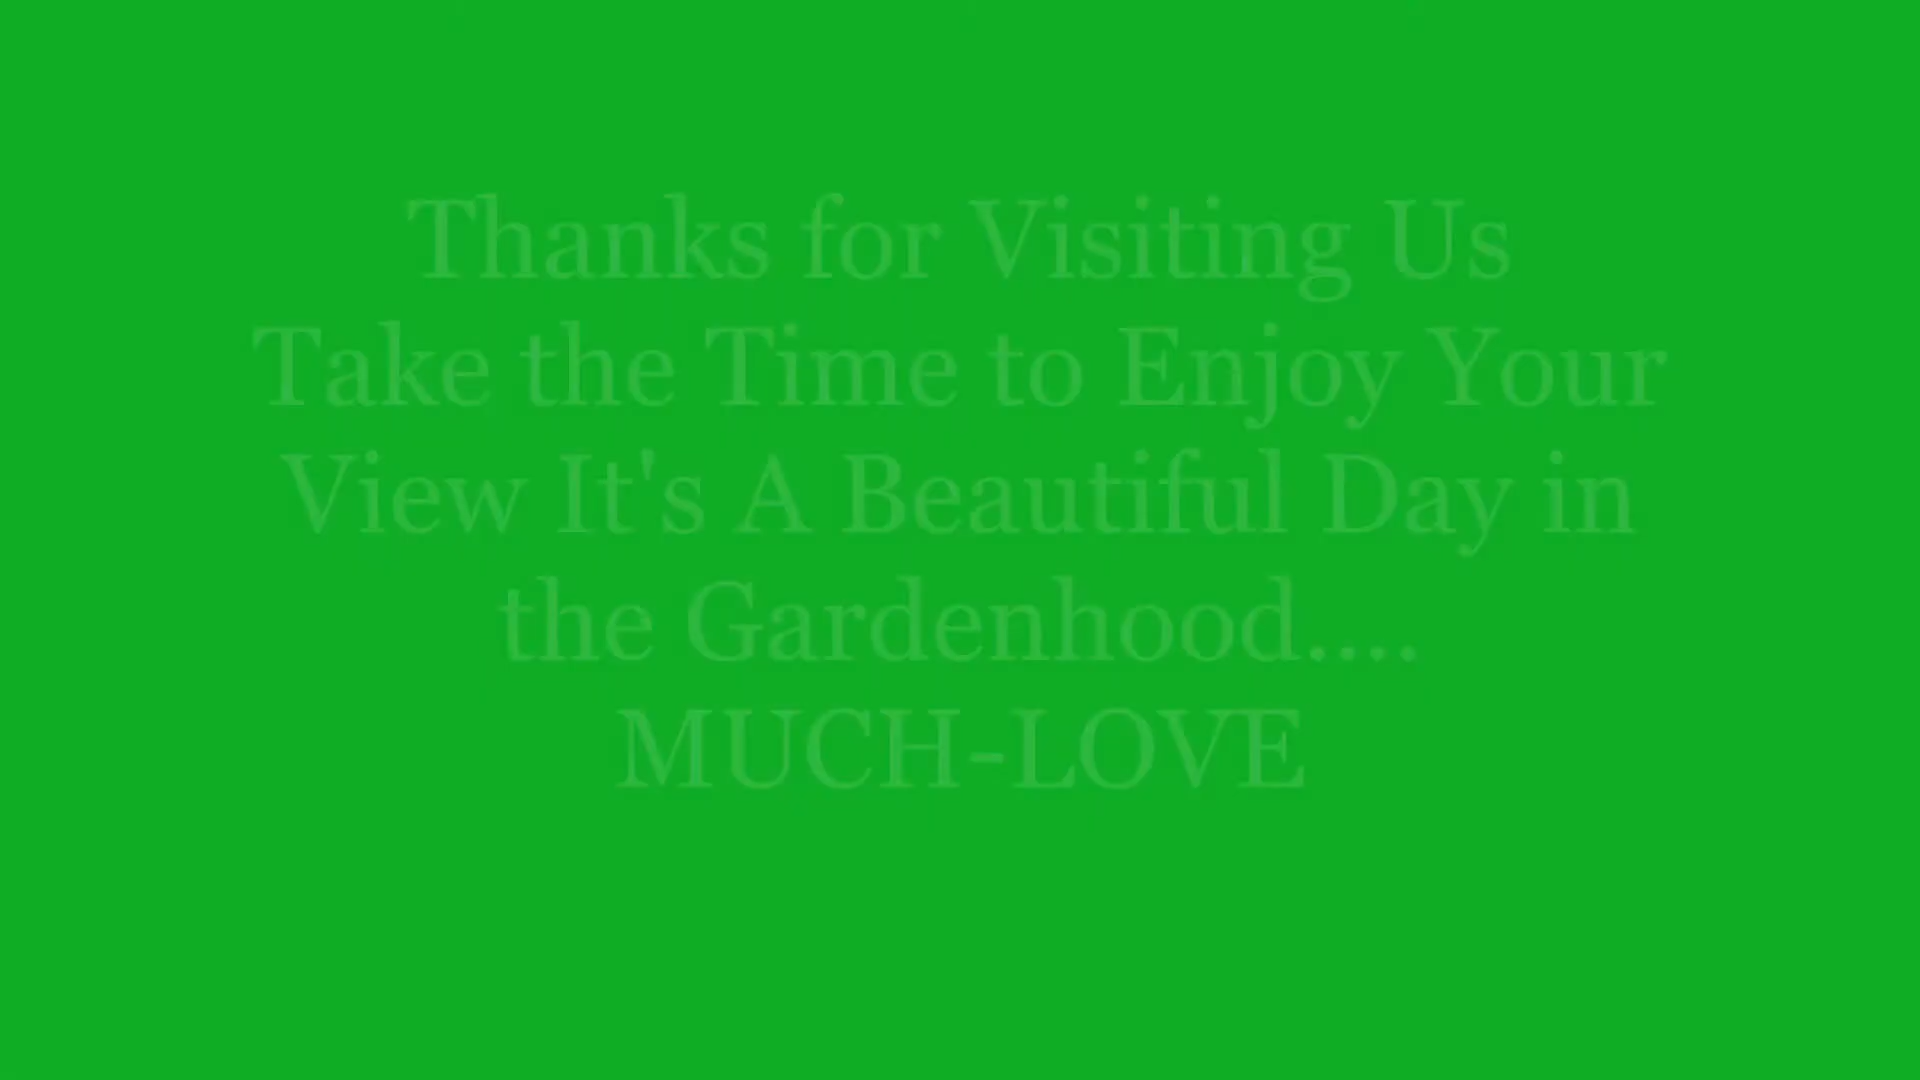 Thanks for Visiting Us
Take the Time to Enjoy Your
View It's A Beautiful Day in
the Gardenhood....
MUCH-LOVE